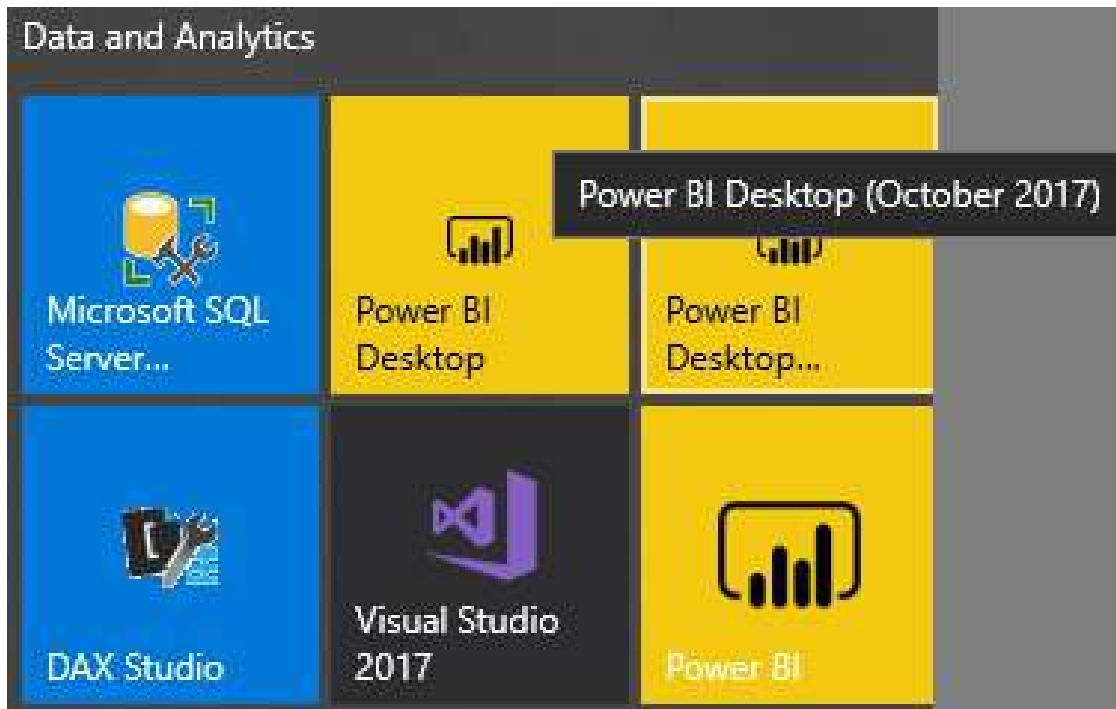 Data and Analytics
Power BI Desktop (October 2017)
Microsoft SQL
Server...
Power BI
Desktop
Power BI
Desktop...
DAX Studio
Visual Studio
2017
Power BI